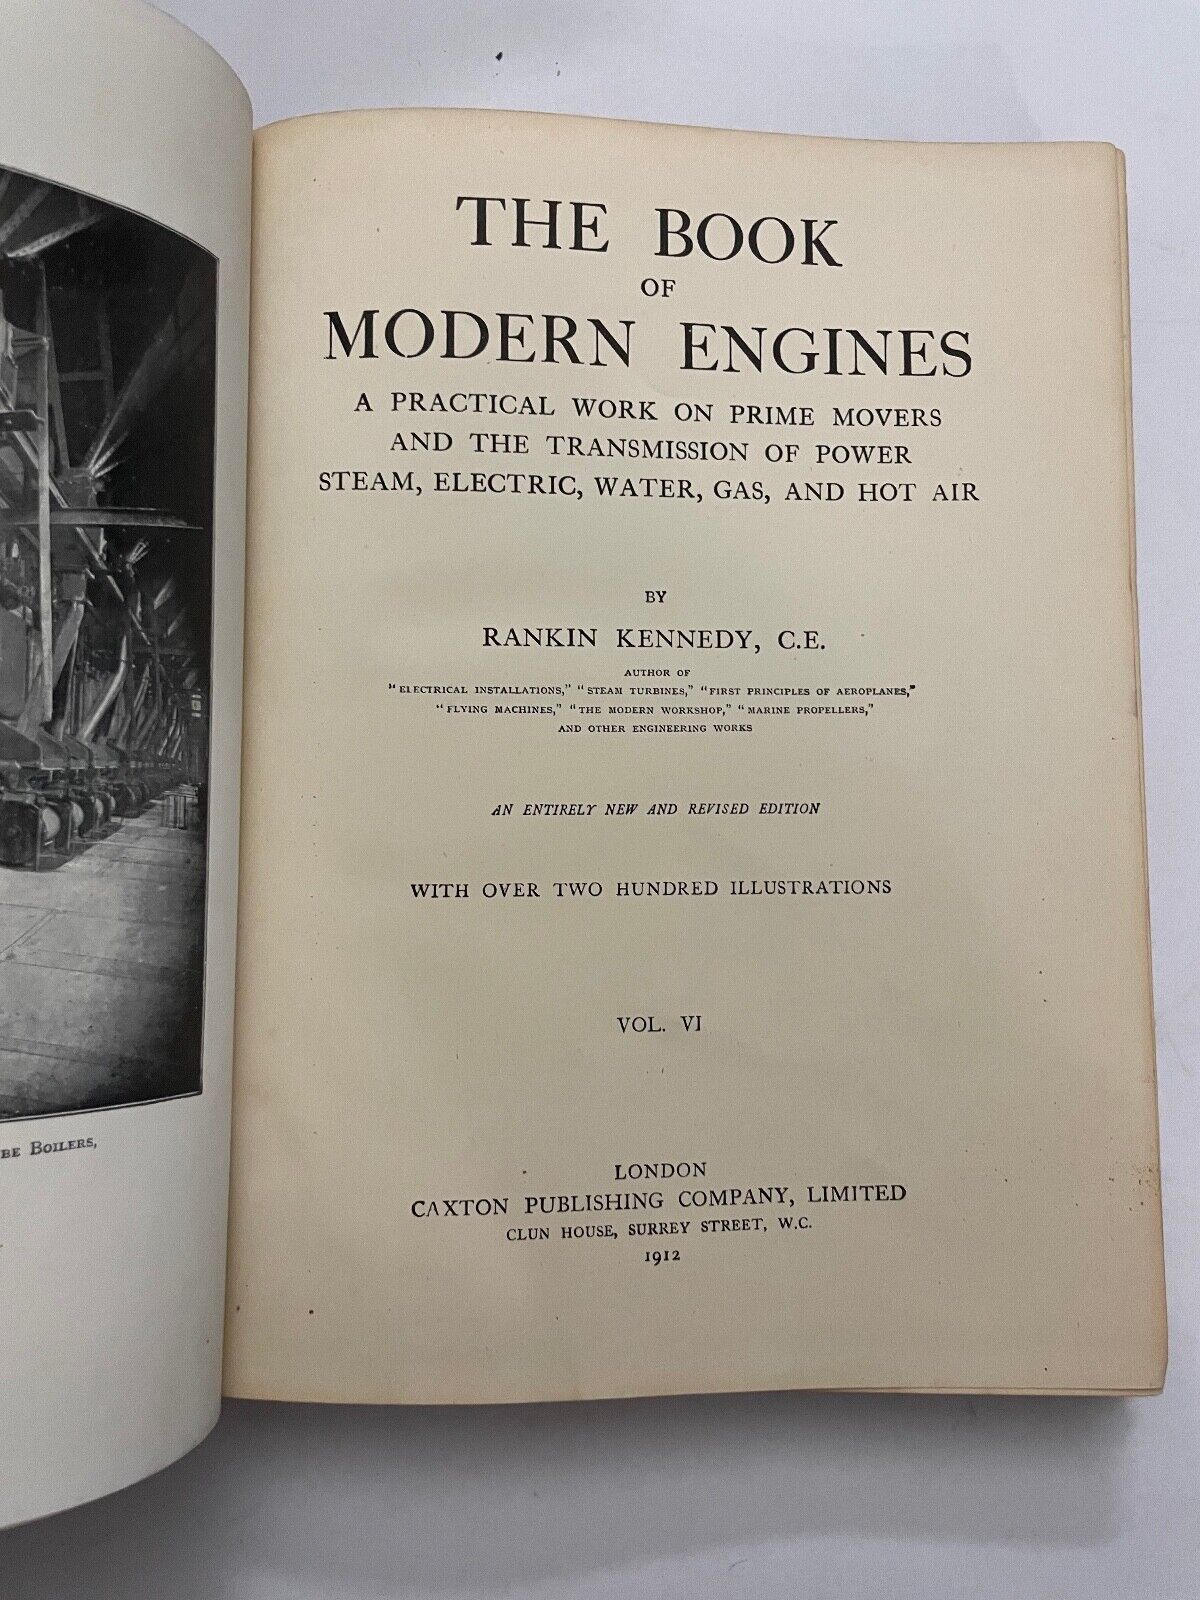 BE BOILERS,
THE BOOK
OF
MODERN ENGINES
A PRACTICAL WORK ON PRIME MOVERS
AND THE TRANSMISSION OF POWER
STEAM, ELECTRIC, WATER, GAS, AND HOT AIR
BY
RANKIN KENNEDY, C.E.
AUTHOR OF
"ELECTRICAL INSTALLATIONS," "STEAM TURBINES," "FIRST PRINCIPLES OF AEROPLANES,"
"FLYING MACHINES," "THE MODERN WORKSHOP," "MARINE PROPELLERS,"
AND OTHER ENGINEERING WORKS
AN ENTIRELY NEW AND REVISED EDITION
WITH OVER TWO HUNDRED ILLUSTRATIONS
VOL. VI
LONDON
CAXTON PUBLISHING COMPANY, LIMITED
CLUN HOUSE, SURREY STREET, W.C.
1912